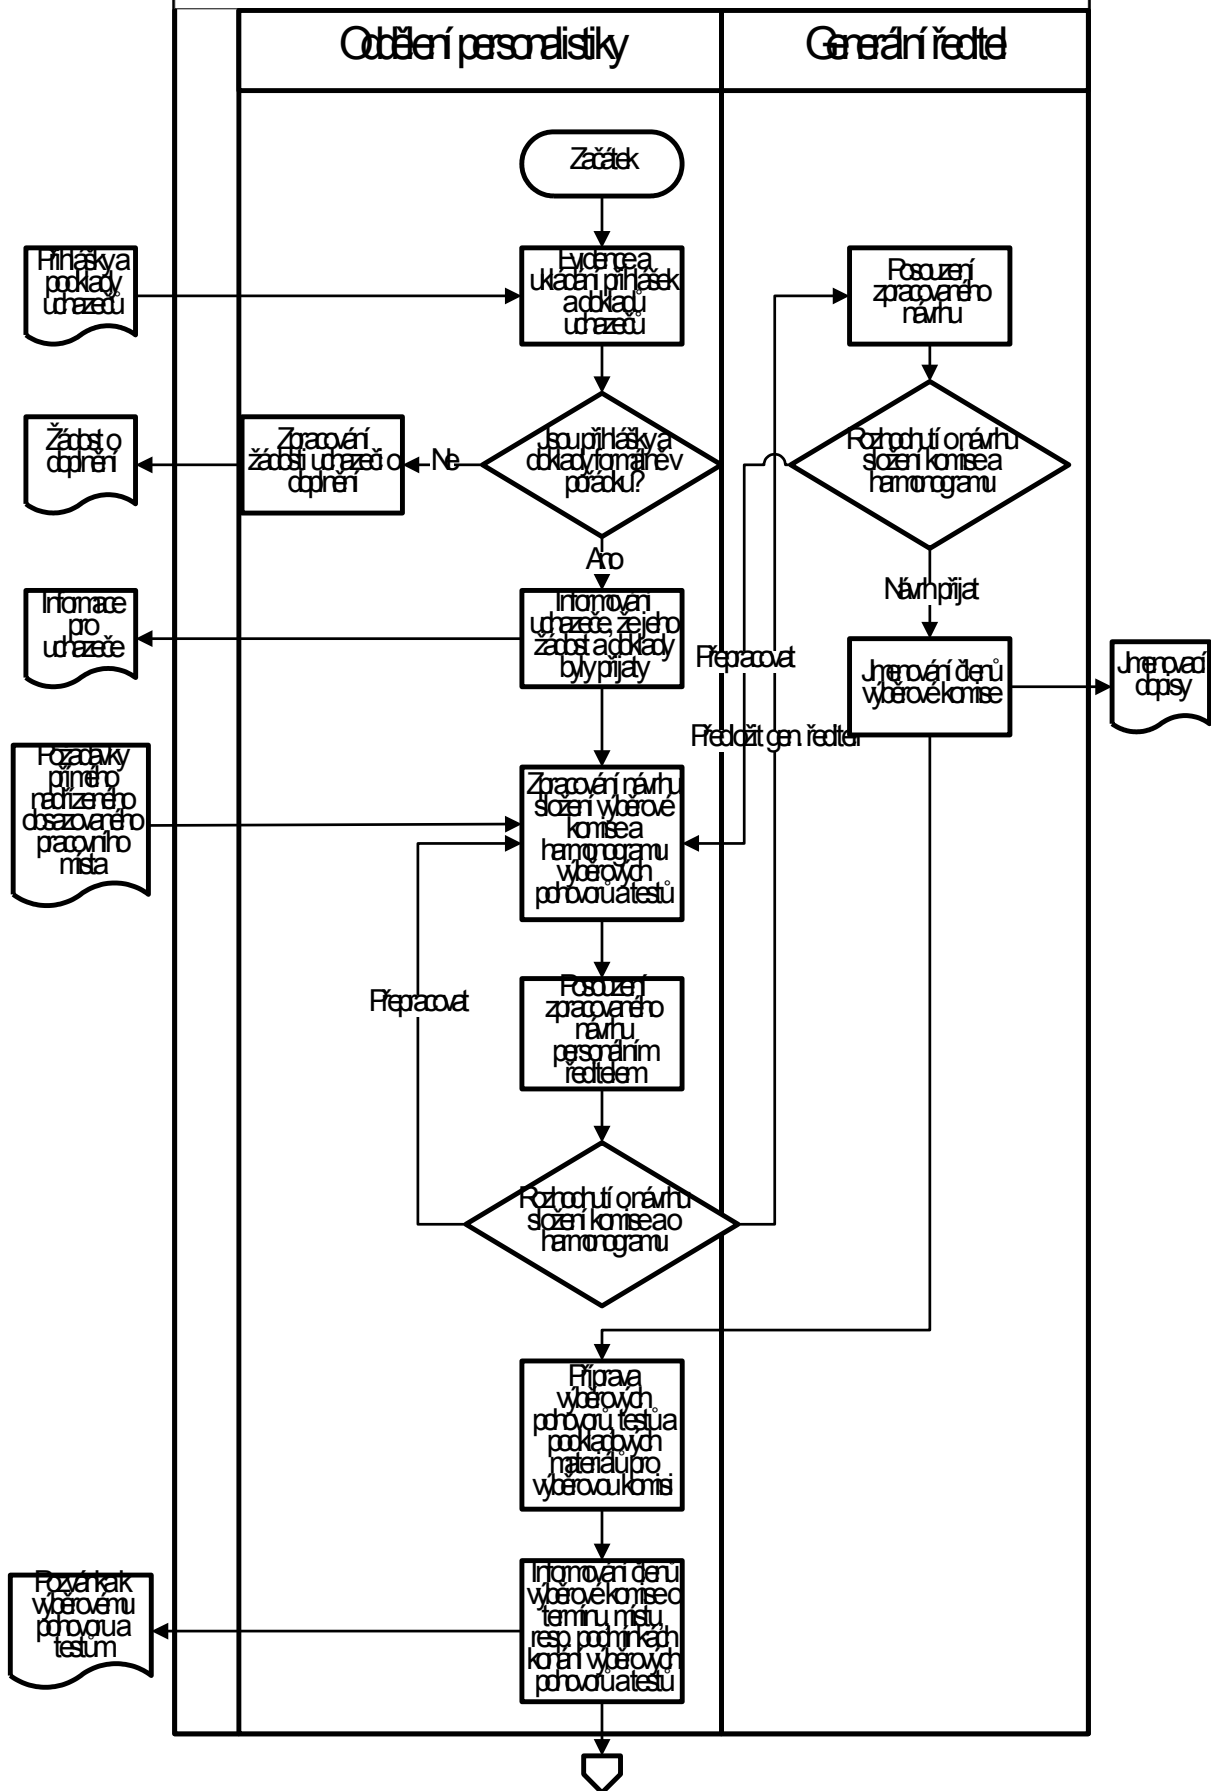 Oddělení personalistiky
Generální ředitel
Začátek
Přihlášky a
podklady
uchazečů
Evidence a
ukládání přihlášek
a dokladů
uchazečů
Posouzení
zpracovaného
návrhu
Žádost o
doplnění
Zpracování
žádosti uchazeči o
doplnění
Ne
Jsou přihlášky a
doklady formálně v
pořádku?
Rozhodnutí o návrhu
složení komise a
harmonogramu
Ano
Návrh přijat
Informace
pro
uchazeče
Informování
uchazeče, že jeho
žádost a doklady
byly přijaty
Přepracovat
Jmenování členů
výběrové komise
Jmenovací
dopisy
Předložit gen. řediteli
Požadavky
přímého
nadřízeného
obsazovaného
pracovního
místa
Zpracování návrhu
složení výběrové
komise a
harmonogramu
výběrových
pohovorů a testů
Přepracovat
Posouzení
zpracovaného
návrhu
personálním
ředitelem
Rozhodnutí o návrhu
složení komise a o
harmonogramu
Příprava
výběrových
pohovorů, testů a
podkladových
materiálů pro
výběrovou komisi
Pozvánka k
výběrovému
pohovoru a
testům
Informování členů
výběrové komise o
termínu, místu,
resp. podmínkách
konání výběrových
pohovorů a testů